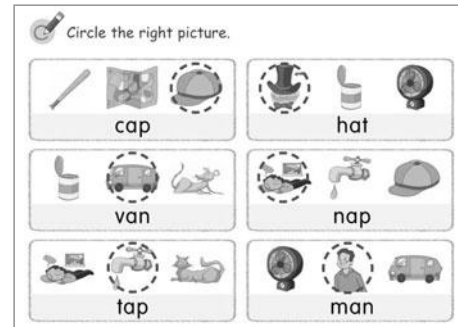 Circle the right picture.
cap
hat
van
nap
tap
man